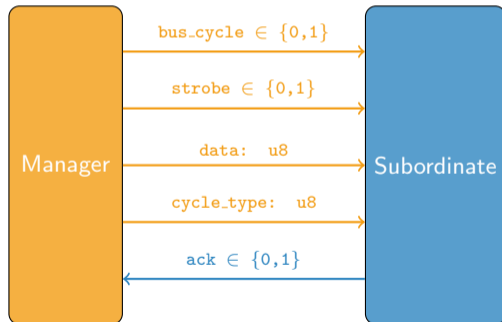 bus_cycle ∈ {0,1}
strobe ∈ {0,1}
Manager
data: u8
Subordinate
cycle_type: u8
ack ∈ {0,1}